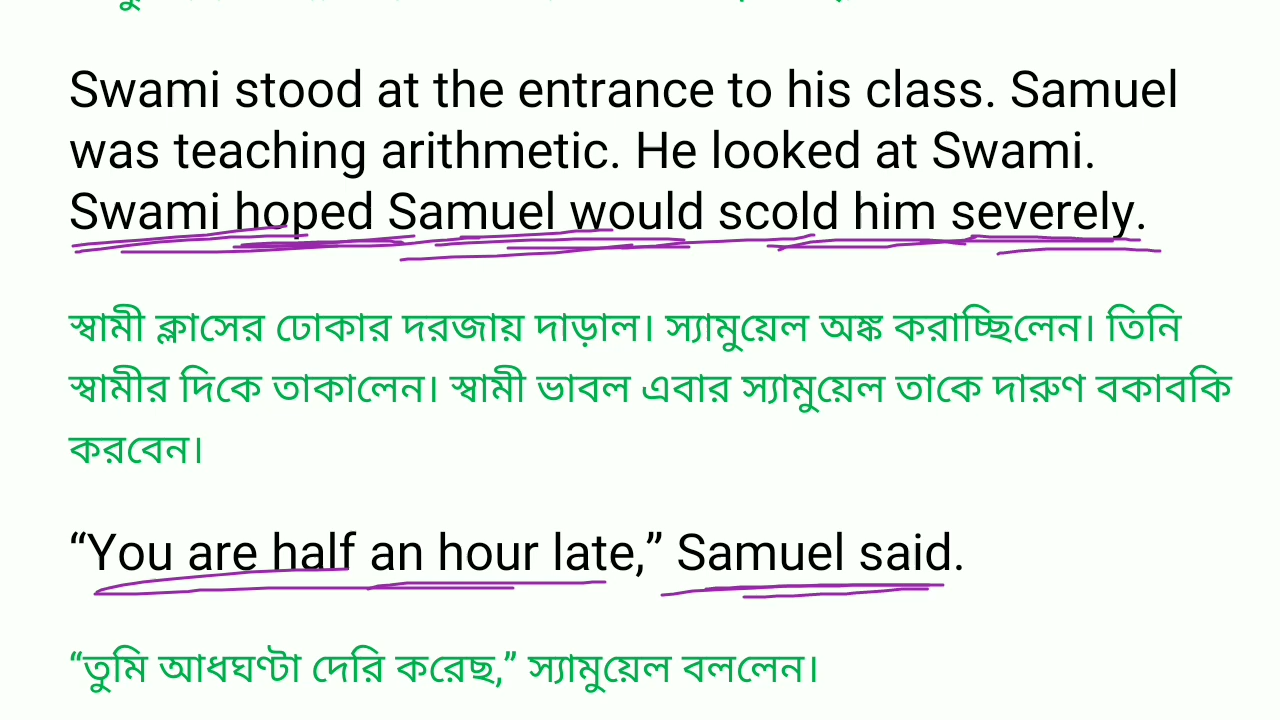 Swami stood at the entrance to his class. Samuel
was teaching arithmetic. He looked at Swami.
Swami hoped Samuel would scold him severely.
স্বামী ক্লাসের ঢোকার দরজায় দাড়াল। স্যামুয়েল অঙ্ক করাচ্ছিলেন। তিনি
স্বামীর দিকে তাকালেন। স্বামী ভাবল এবার স্যামুয়েল তাকে দারুণ বকাবকি
করবেন।
“You are half an hour late,” Samuel said.
“তুমি আধঘণ্টা দেরি করেছ,” স্যামুয়েল বললেন।